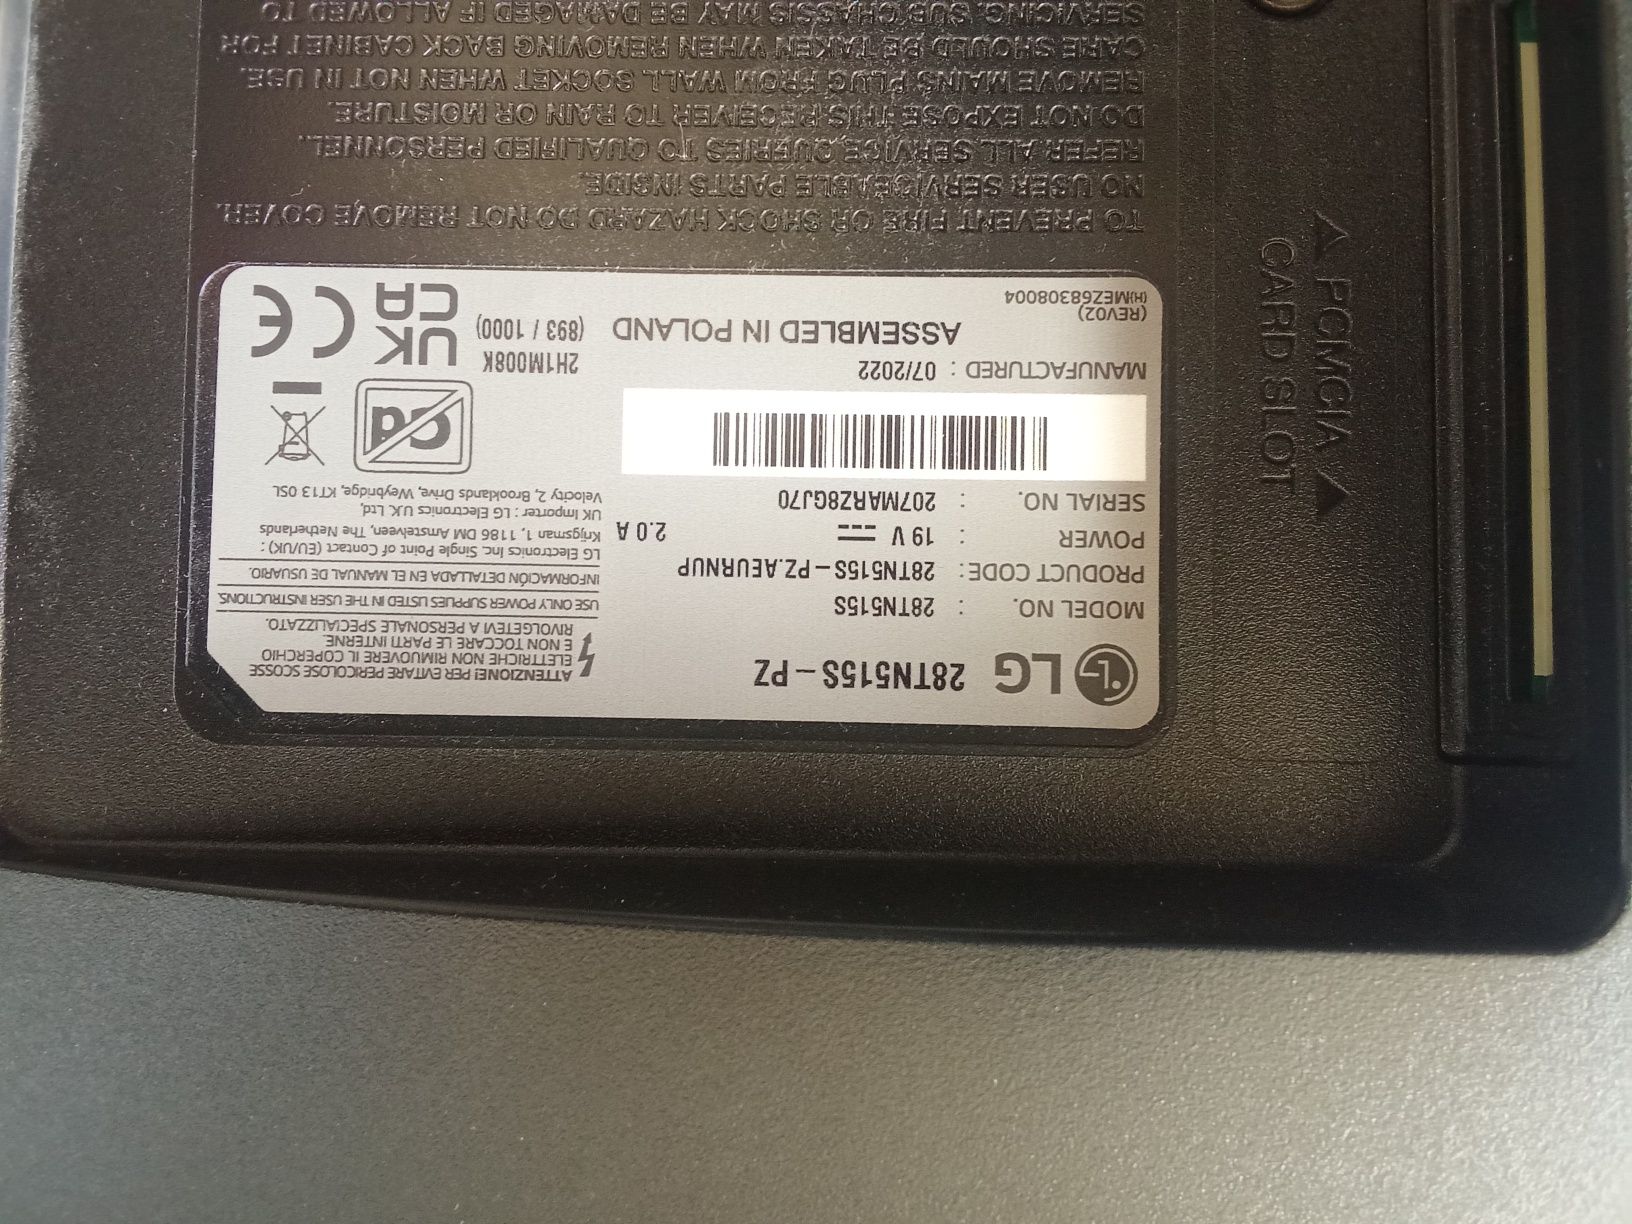 LG 28TN515S-PZ
MODEL NO. : 28TN515S
PRODUCT CODE : 28TN515S-PZ.AEURNUP
POWER : 19 V ⎓ 2.0 A
SERIAL NO. : 207MARZ8GJ70
MANUFACTURED : 07/2022
2H1M008K
ASSEMBLED IN POLAND
(893 / 1000)
(REV02)
(H)MEZ68308004
ATTENZIONE! PER EVITARE PERICOLOSE SCOSSE
ELETTRICHE NON RIMUOVERE IL COPERCHIO
E NON TOCCARE LE PARTI INTERNE.
RIVOLGETEVI A PERSONALE SPECIALIZZATO.
USE ONLY POWER SUPPLIES LISTED IN THE USER INSTRUCTIONS.
INFORMACIÓN DETALLADA EN EL MANUAL DE USUARIO.
LG Electronics Inc. Single Point of Contact (EU/UK) :
Krijgsman 1, 1186 DM Amstelveen, The Netherlands
UK Importer : LG Electronics U.K. Ltd,
Velocity 2, Brooklands Drive, Weybridge, KT13 0SL
Cd
UK
CA
CE
TO PREVENT FIRE OR SHOCK HAZARD DO NOT REMOVE COVER.
NO USER SERVICEABLE PARTS INSIDE.
REFER ALL SERVICE QUERIES TO QUALIFIED PERSONNEL.
DO NOT EXPOSE THIS RECEIVER TO RAIN OR MOISTURE.
REMOVE MAINS PLUG FROM WALL SOCKET WHEN NOT IN USE.
CARE SHOULD BE TAKEN WHEN REMOVING BACK CABINET FOR
SERVICING. SUB CHASSIS MAY BE DAMAGED IF ALLOWED TO
PCMCIA
CARD SLOT